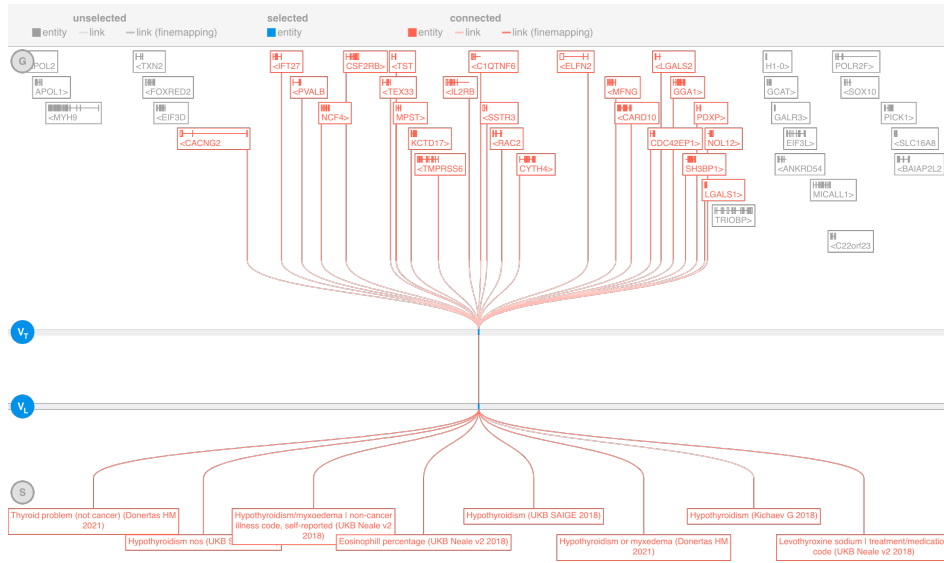 unselected selected connected
entity link link (finemapping) entity entity link link (finemapping)
G
POL2 <TXN2 <IFT27 CSF2RB> <TST <C1QTNF6 <ELFN2 <LGALS2 H1-0> POLR2F>
APOL1> <FOXRED2 <PVALB <TEX33 <IL2RB <MFNG GGA1> GCAT> <SOX10
<MYH9 <EIF3D NCF4> MPST> <SSTR3 <CARD10 PDXP> GALR3> PICK1>
<CACNG2 KCTD17> <RAC2 CDC42EP1> NOL12> EIF3L> <SLC16A8
<TMPRSS6 CYTH4> SH3BP1> <ANKRD54 <BAIAP2L2
LGALS1> MICALL1>
TRIOBP>
<C22orf23
VT
VL
S
Thyroid problem (not cancer) (Donertas HM
2021)
Hypothyroidism nos (UKB S
Hypothyroidism/myxoedema | non-cancer
illness code, self-reported (UKB Neale v2
2018)
Eosinophill percentage (UKB Neale v2 2018)
Hypothyroidism (UKB SAIGE 2018)
Hypothyroidism or myxedema (Donertas HM
2021)
Hypothyroidism (Kichaev G 2018)
Levothyroxine sodium | treatment/medication
code (UKB Neale v2 2018)